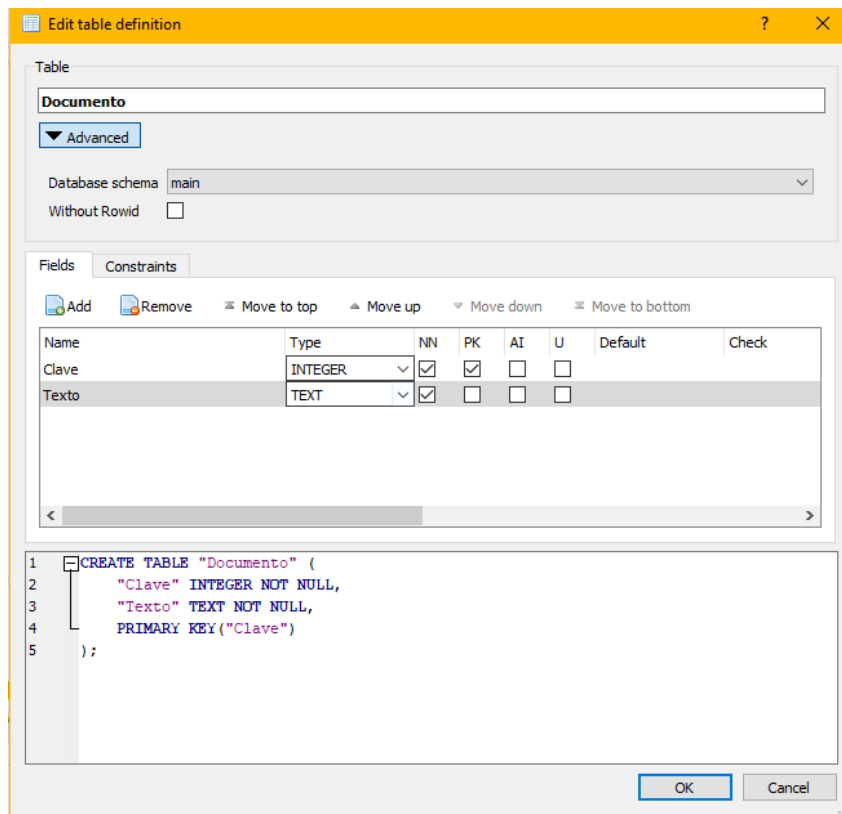 Edit table definition ? ×
Table
Documento
Advanced
Database schema main
Without Rowid
Fields Constraints
Add Remove Move to top Move up Move down Move to bottom
Name Type NN PK AI U Default Check
Clave INTEGER
Texto TEXT
1 CREATE TABLE "Documento" (
2 "Clave" INTEGER NOT NULL,
3 "Texto" TEXT NOT NULL,
4 PRIMARY KEY("Clave")
5 );
OK Cancel